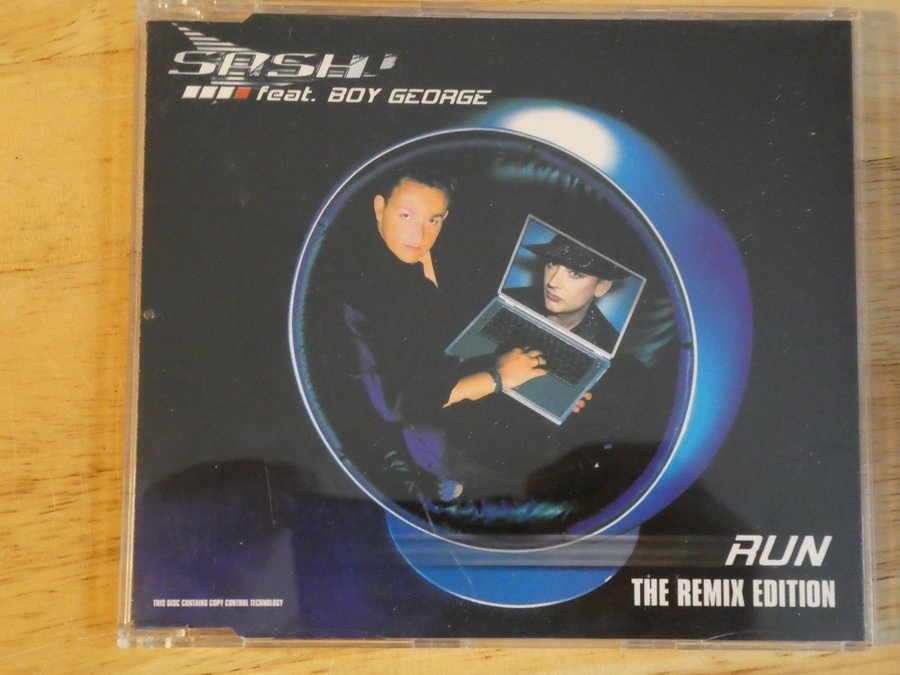 SASH!
feat. BOY GEORGE
RUN
THE REMIX EDITION
THIS DISC CONTAINS COPY CONTROL TECHNOLOGY